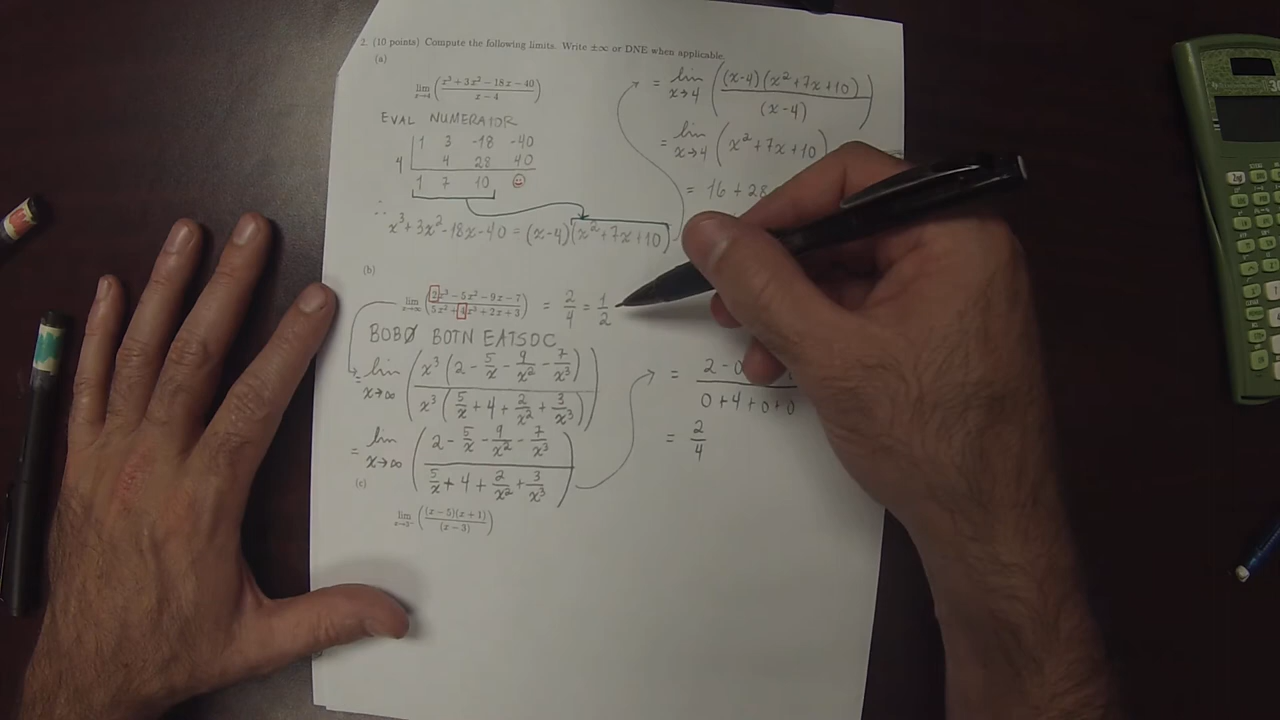 2. (10 points) Compute the following limits. Write ±∞ or DNE when applicable.
(a)
lim x→4 ( (x³ + 3x² − 18x − 40) / (x − 4) )
EVAL NUMERATOR
1 3 -18 -40
4 4 28 40
1 7 10
∴ x³+3x²-18x-40 = (x-4)(x²+7x+10)
= lim x→4 ( (x-4)(x²+7x+10) / (x-4) )
= lim x→4 ( x²+7x+10 )
= 16 + 28
(b)
lim x→∞ ( (2x³ − 5x² − 9x − 7) / (5x² + 4x³ + 2x + 3) ) = 2/4 = 1/2
BOBØ BOTN EATSDC
= lim x→∞ ( x³(2 - 5/x - 9/x² - 7/x³) / x³(5/x + 4 + 2/x² + 3/x³) )
= lim x→∞ ( (2 - 5/x - 9/x² - 7/x³) / (5/x + 4 + 2/x² + 3/x³) )
= 2-0 / 0+4+0+0
= 2/4
(c)
lim x→3⁻ ( (x − 5)(x + 1) / (x − 3) )
2nd